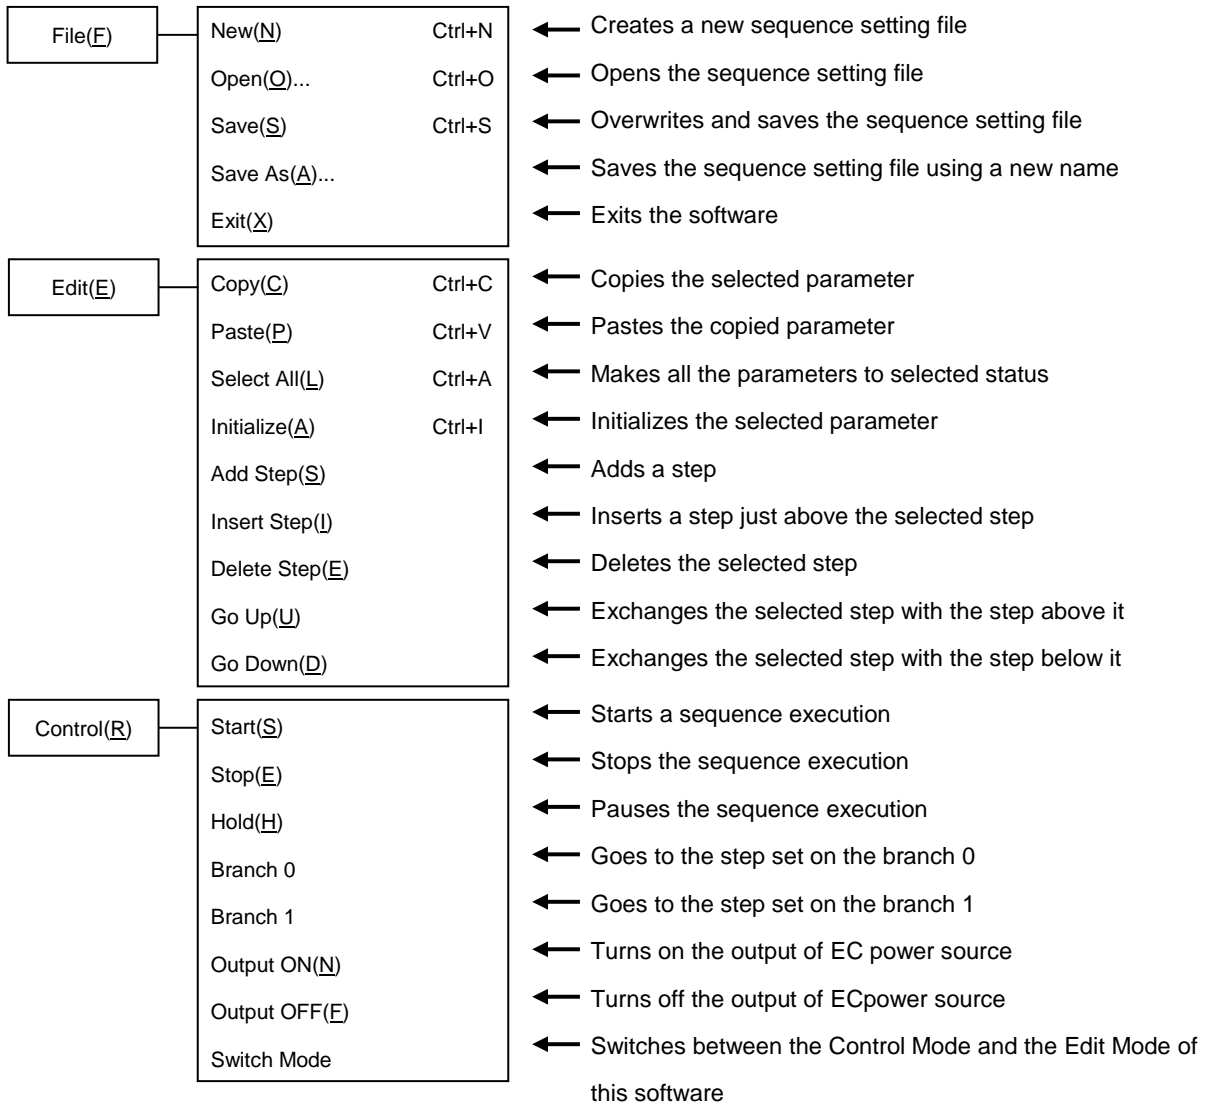 File(F)
New(N) Ctrl+N Creates a new sequence setting file
Open(O)... Ctrl+O Opens the sequence setting file
Save(S) Ctrl+S Overwrites and saves the sequence setting file
Save As(A)... Saves the sequence setting file using a new name
Exit(X) Exits the software
Edit(E)
Copy(C) Ctrl+C Copies the selected parameter
Paste(P) Ctrl+V Pastes the copied parameter
Select All(L) Ctrl+A Makes all the parameters to selected status
Initialize(A) Ctrl+I Initializes the selected parameter
Add Step(S) Adds a step
Insert Step(I) Inserts a step just above the selected step
Delete Step(E) Deletes the selected step
Go Up(U) Exchanges the selected step with the step above it
Go Down(D) Exchanges the selected step with the step below it
Control(R)
Start(S) Starts a sequence execution
Stop(E) Stops the sequence execution
Hold(H) Pauses the sequence execution
Branch 0 Goes to the step set on the branch 0
Branch 1 Goes to the step set on the branch 1
Output ON(N) Turns on the output of EC power source
Output OFF(F) Turns off the output of ECpower source
Switch Mode Switches between the Control Mode and the Edit Mode of
this software